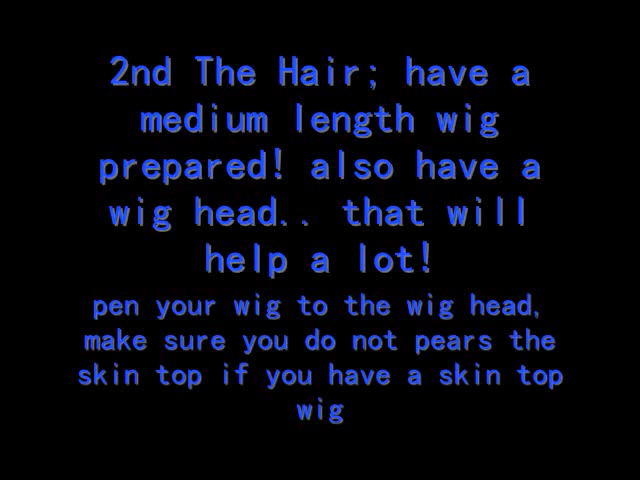 2nd The Hair; have a
medium length wig
prepared! also have a
wig head.. that will
help a lot!
pen your wig to the wig head,
make sure you do not pears the
skin top if you have a skin top
wig